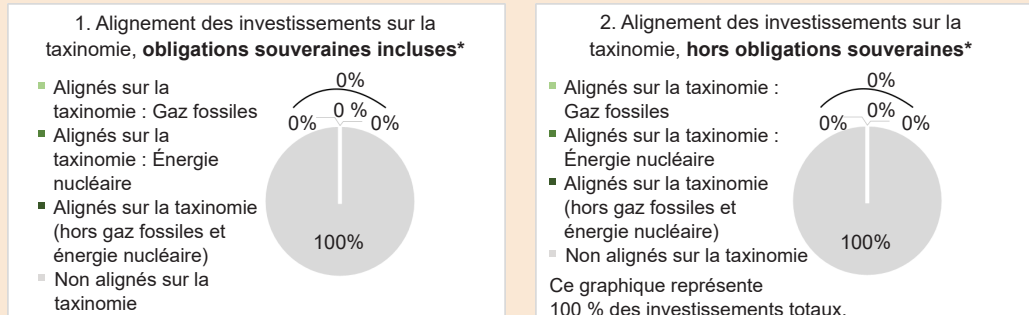 1. Alignement des investissements sur la
taxinomie, obligations souveraines incluses*
Alignés sur la
taxinomie : Gaz fossiles
Alignés sur la
taxinomie : Énergie
nucléaire
Alignés sur la taxinomie
(hors gaz fossiles et
énergie nucléaire)
Non alignés sur la
taxinomie
0%
0 %
0%
0%
100%
2. Alignement des investissements sur la
taxinomie, hors obligations souveraines*
Alignés sur la taxinomie :
Gaz fossiles
Alignés sur la taxinomie :
Énergie nucléaire
Alignés sur la taxinomie
(hors gaz fossiles et
énergie nucléaire)
Non alignés sur la taxinomie
0%
0%
0%
0%
100%
Ce graphique représente
100 % des investissements totaux.